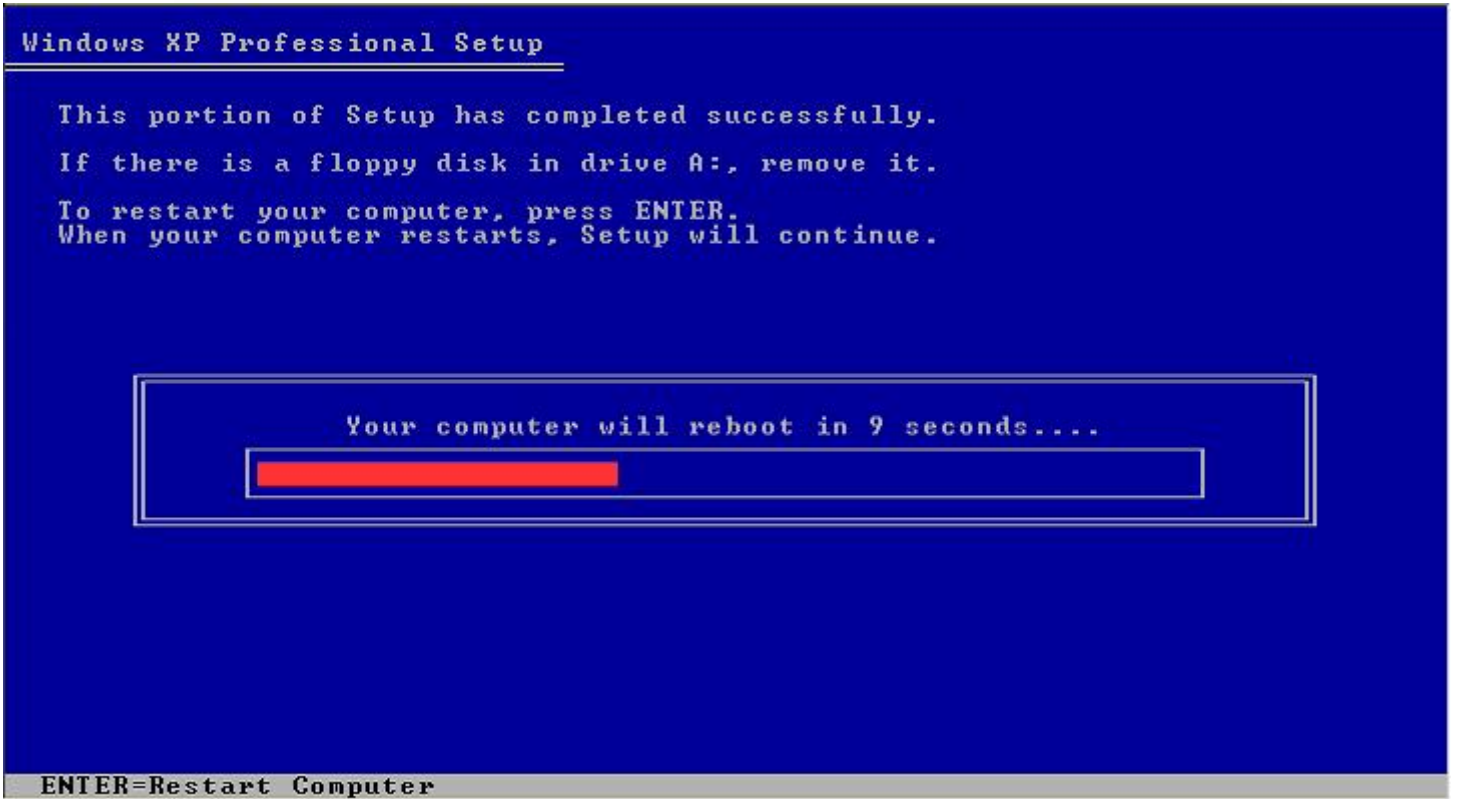 Windows XP Professional Setup
This portion of Setup has completed successfully.
If there is a floppy disk in drive A:, remove it.
To restart your computer, press ENTER.
When your computer restarts, Setup will continue.
Your computer will reboot in 9 seconds....
ENTER=Restart Computer